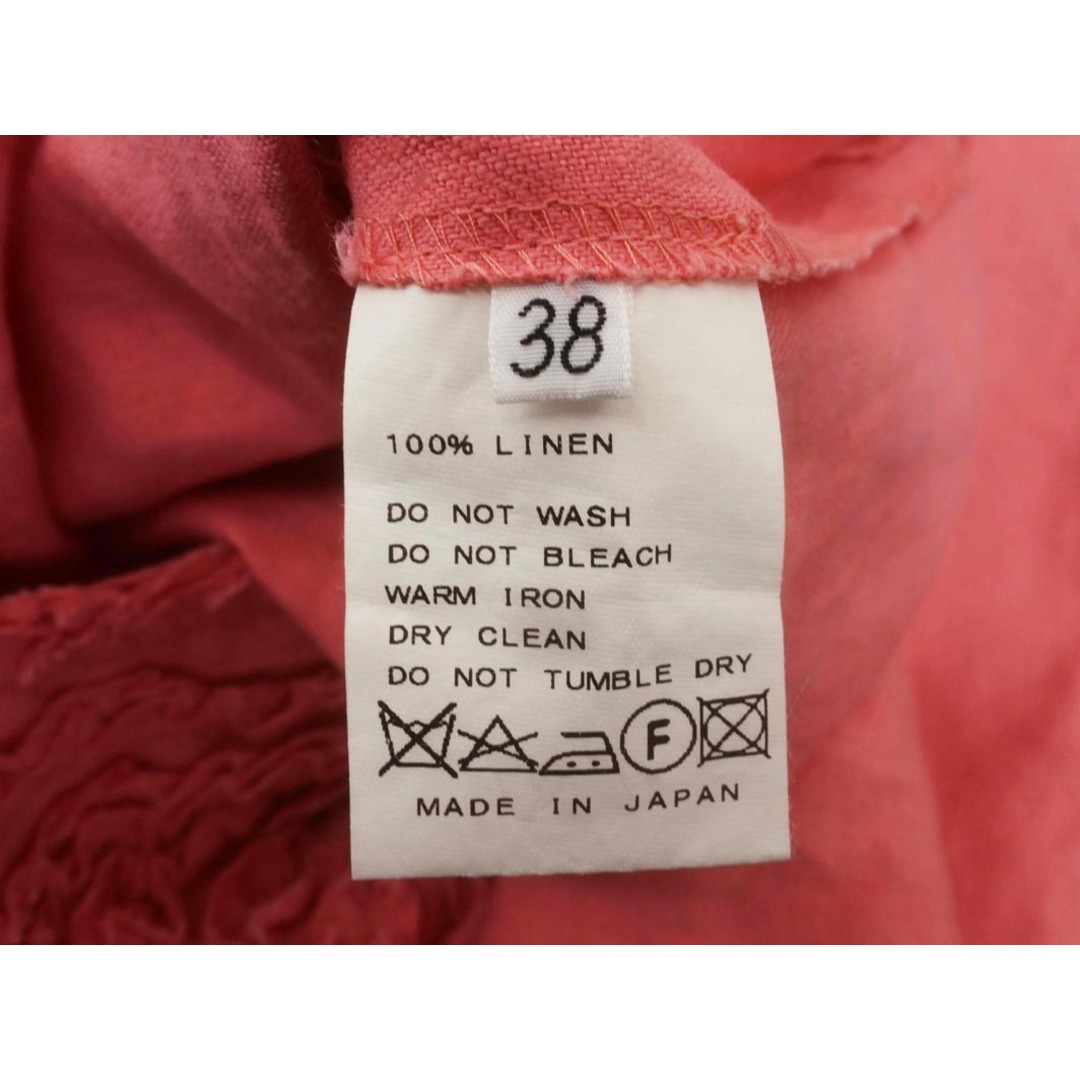 38
100% LINEN
DO NOT WASH
DO NOT BLEACH
WARM IRON
DRY CLEAN
DO NOT TUMBLE DRY
F
MADE IN JAPAN